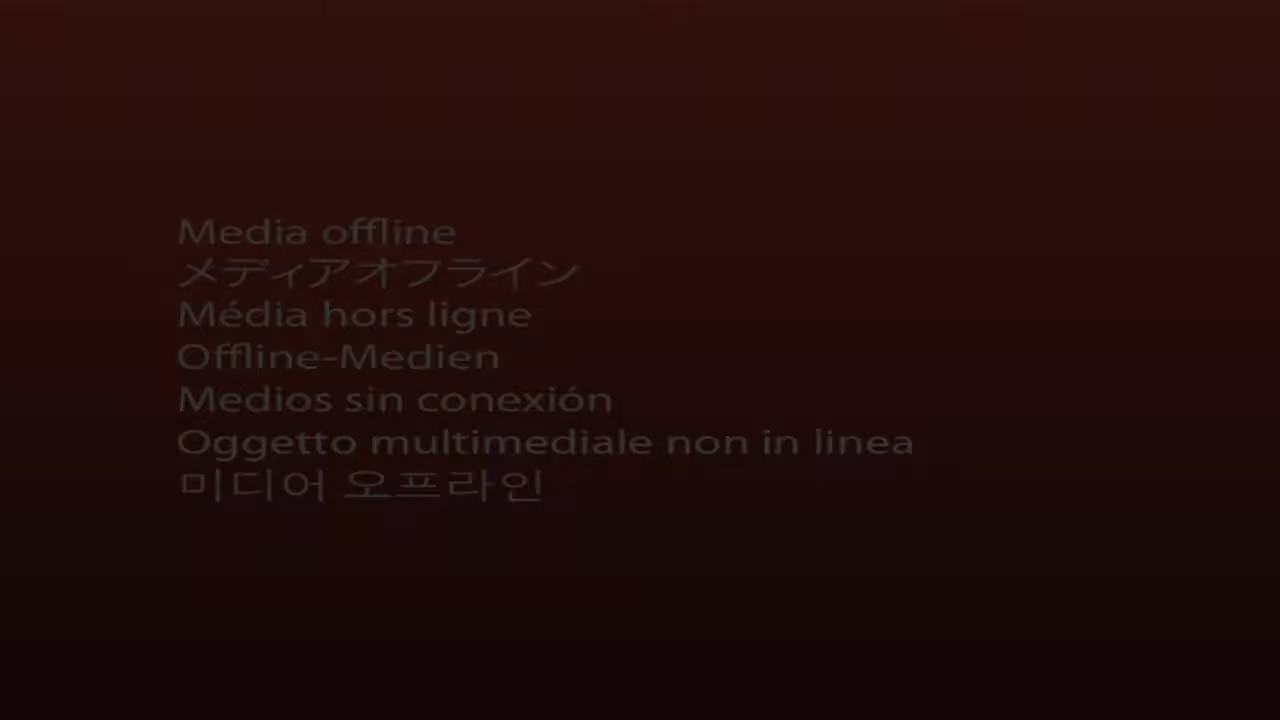 Media offline
メディアオフライン
Média hors ligne
Offline-Medien
Medios sin conexión
Oggetto multimediale non in linea
미디어 오프라인